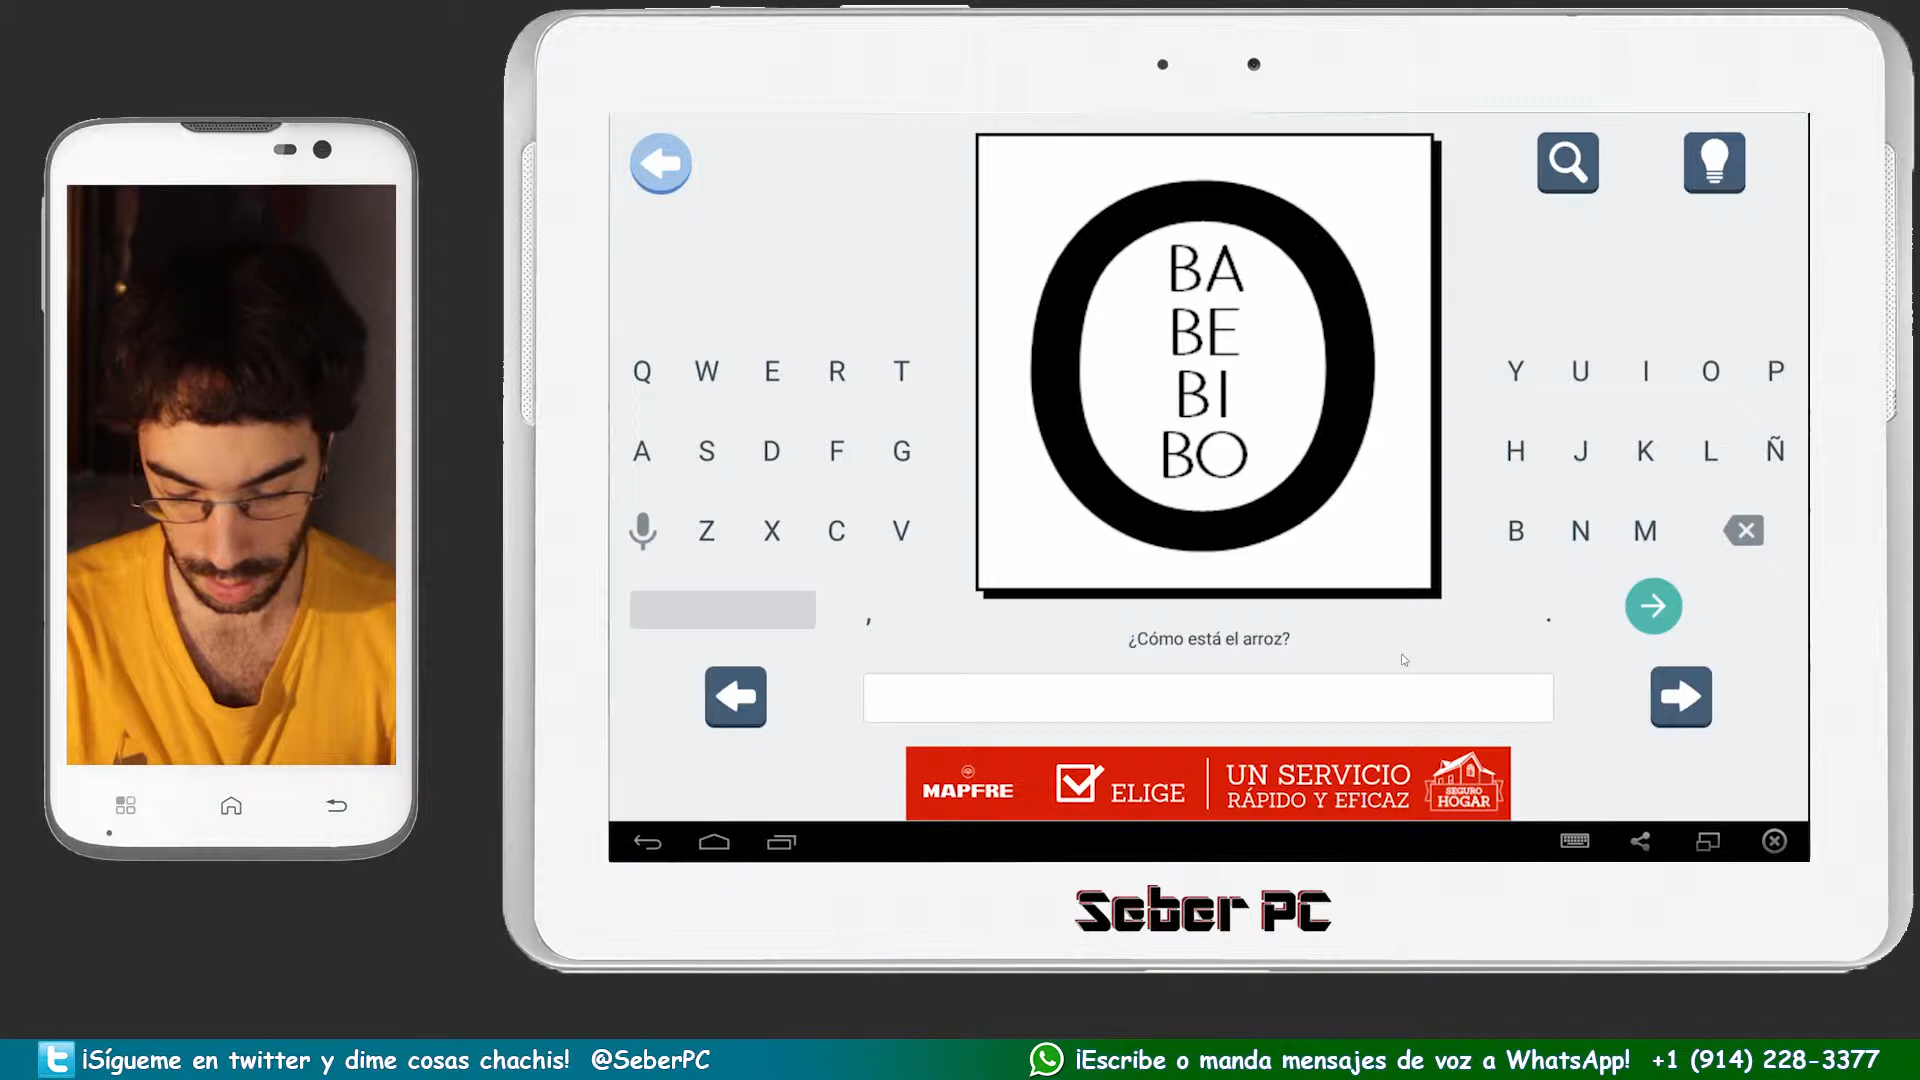 O
BA
BE
BI
BO
Q W E R T
Y U I O P
A S D F G
H J K L Ñ
Z X C V
B N M
,
.
¿Cómo está el arroz?
MAPFRE
ELIGE
UN SERVICIO
RÁPIDO Y EFICAZ
SEGURO
HOGAR
Seber PC
¡Sígueme en twitter y dime cosas chachis! @SeberPC
¡Escribe o manda mensajes de voz a WhatsApp! +1 (914) 228-3377